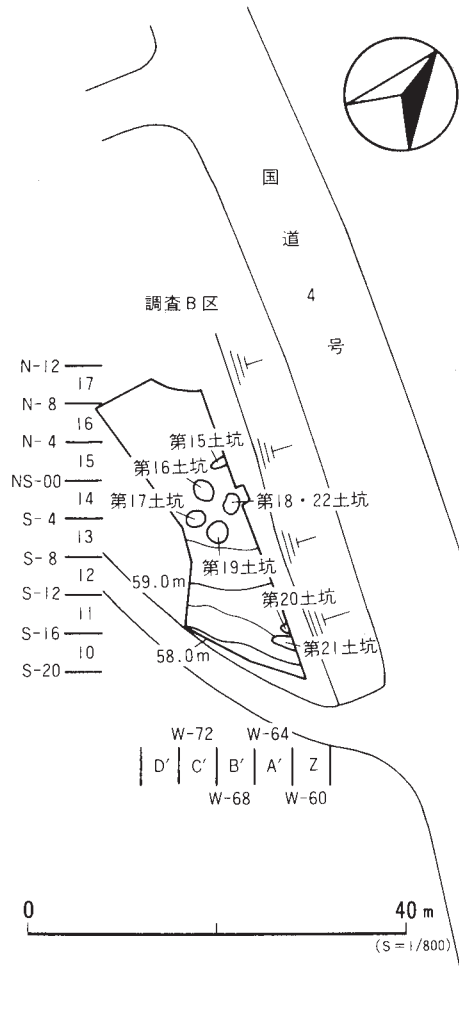 国
道
4
号
調査B区
N-12
17
N-8
16
N-4
15
NS-00
14
S-4
13
S-8
12
S-12
11
S-16
10
S-20
第15土坑
第16土坑
第17土坑
第18・22土坑
第19土坑
59.0m
第20土坑
第21土坑
58.0m
W-72 W-64
D′ C′ B′ A′ Z
W-68 W-60
0 40 m
(S=1/800)